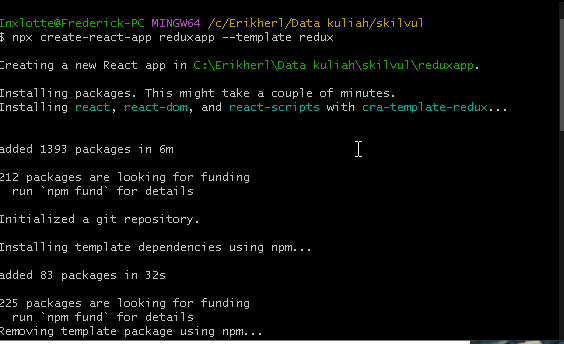 Inxlotte@Frederick-PC MINGW64 /c/Erikherl/Data kuliah/skilvul
$ npx create-react-app reduxapp --template redux
Creating a new React app in C:\Erikherl\Data kuliah\skilvul\reduxapp.
Installing packages. This might take a couple of minutes.
Installing react, react-dom, and react-scripts with cra-template-redux...
added 1393 packages in 6m
212 packages are looking for funding
run `npm fund` for details
Initialized a git repository.
Installing template dependencies using npm...
added 83 packages in 32s
225 packages are looking for funding
run `npm fund` for details
Removing template package using npm...